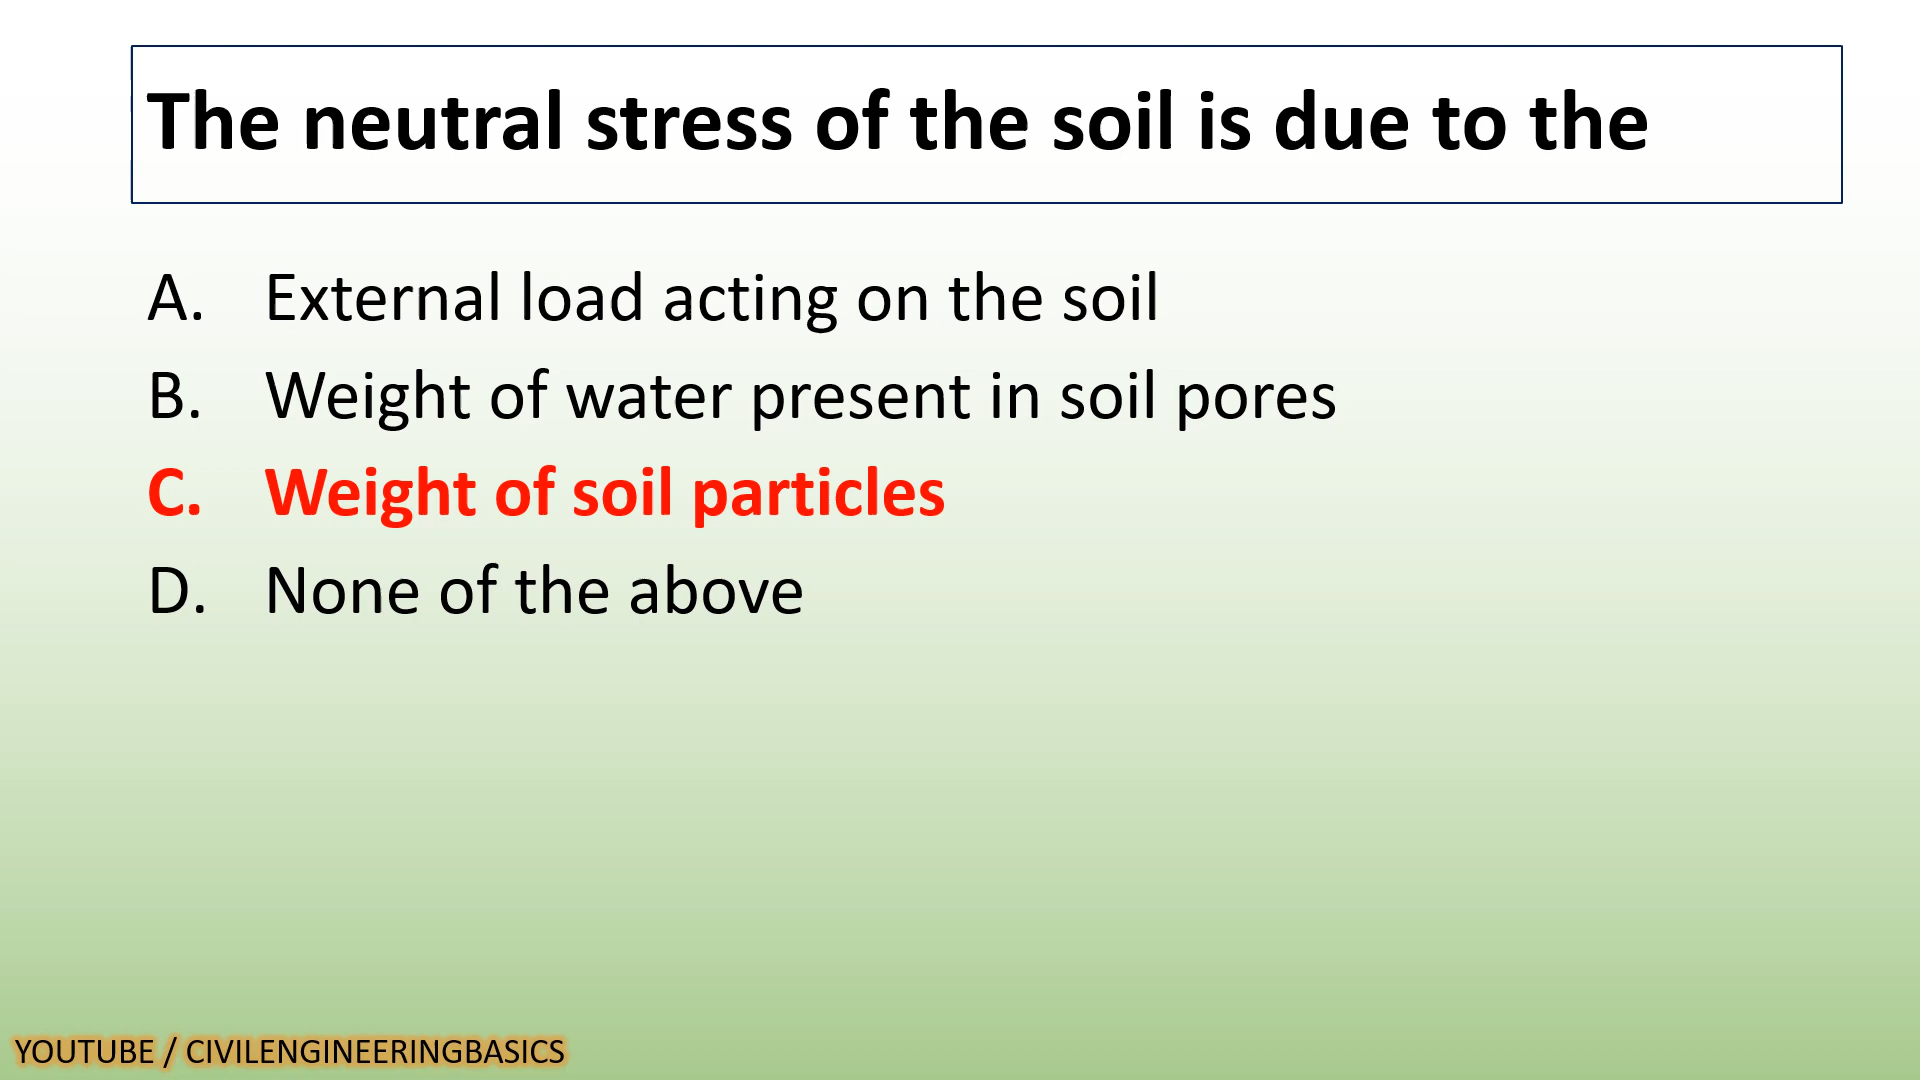 The neutral stress of the soil is due to the
A. External load acting on the soil
B. Weight of water present in soil pores
C. Weight of soil particles
D. None of the above
YOUTUBE / CIVILENGINEERINGBASICS